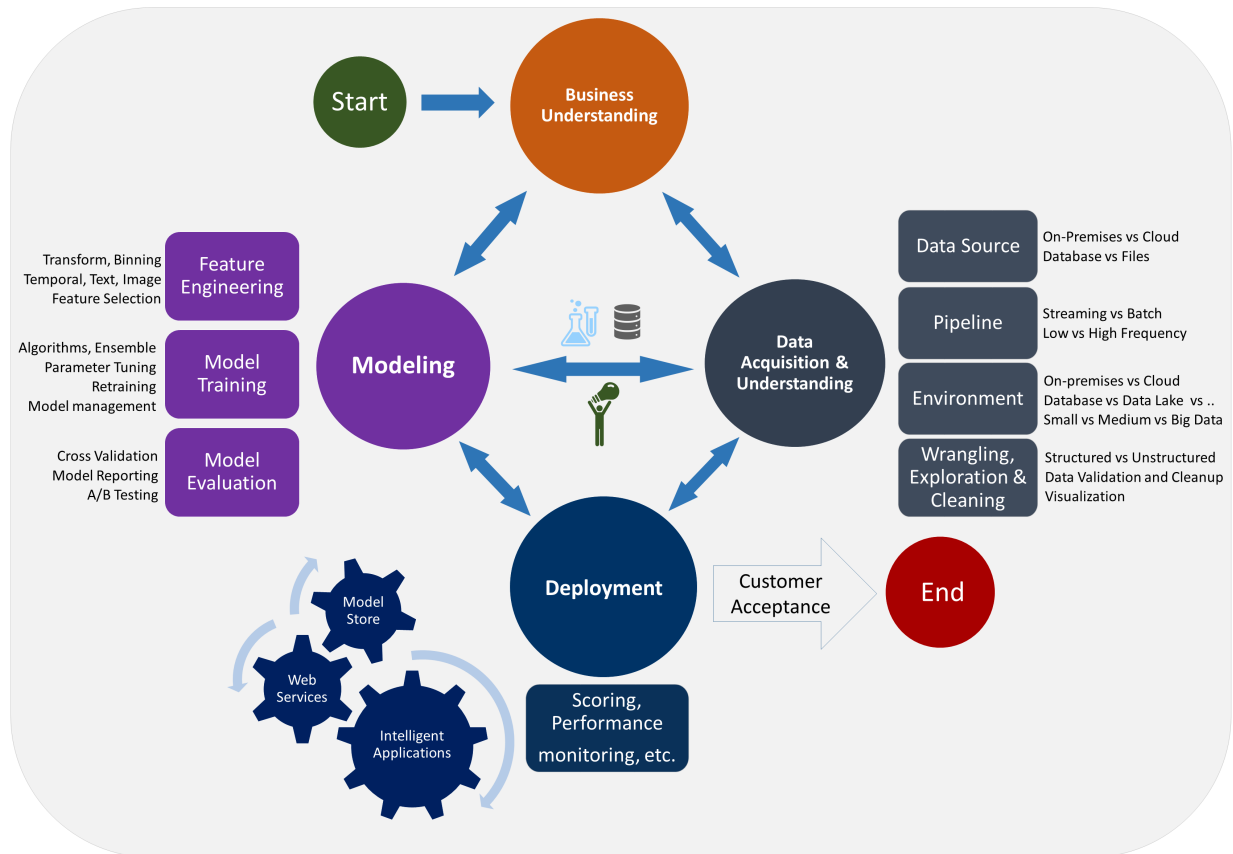 Start
Business
Understanding
Transform, Binning
Temporal, Text, Image
Feature Selection
Feature
Engineering
Algorithms, Ensemble
Parameter Tuning
Retraining
Model management
Model
Training
Cross Validation
Model Reporting
A/B Testing
Model
Evaluation
Modeling
Data
Acquisition &
Understanding
Data Source
On-Premises vs Cloud
Database vs Files
Pipeline
Streaming vs Batch
Low vs High Frequency
Environment
On-premises vs Cloud
Database vs Data Lake vs ..
Small vs Medium vs Big Data
Wrangling,
Exploration &
Cleaning
Structured vs Unstructured
Data Validation and Cleanup
Visualization
Deployment
Customer
Acceptance
End
Model
Store
Web
Services
Intelligent
Applications
Scoring,
Performance
monitoring, etc.